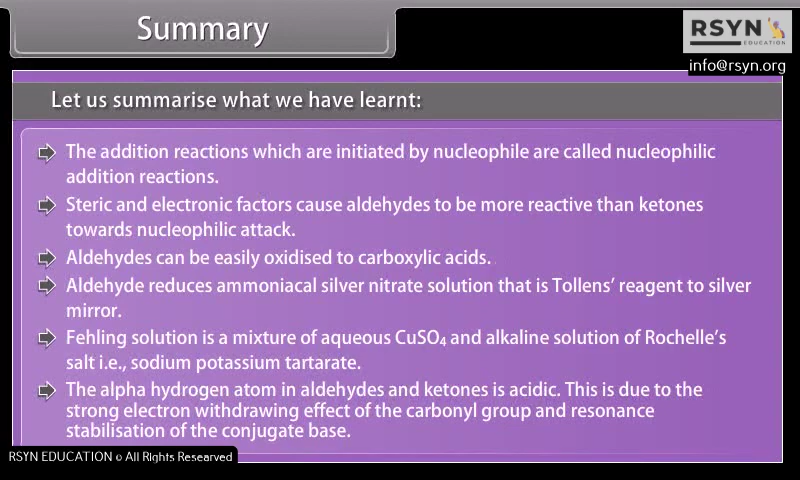 Summary
RSYN
EDUCATION
info@rsyn.org
Let us summarise what we have learnt:
The addition reactions which are initiated by nucleophile are called nucleophilic
addition reactions.
Steric and electronic factors cause aldehydes to be more reactive than ketones
towards nucleophilic attack.
Aldehydes can be easily oxidised to carboxylic acids.
Aldehyde reduces ammoniacal silver nitrate solution that is Tollens’ reagent to silver
mirror.
Fehling solution is a mixture of aqueous CuSO₄ and alkaline solution of Rochelle’s
salt i.e., sodium potassium tartarate.
The alpha hydrogen atom in aldehydes and ketones is acidic. This is due to the
strong electron withdrawing effect of the carbonyl group and resonance
stabilisation of the conjugate base.
RSYN EDUCATION © All Rights Researved